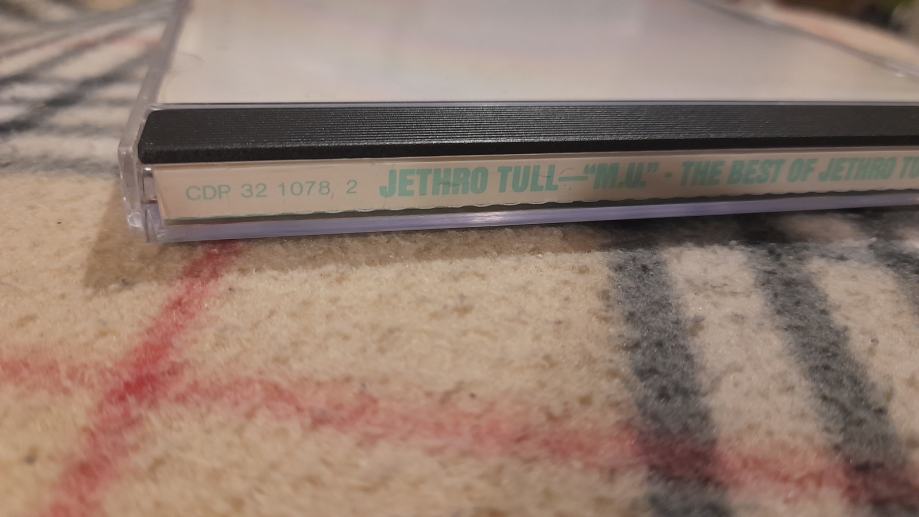 CDP 32 1078 2 JETHRO TULL—"M.U." · THE BEST OF JETHRO